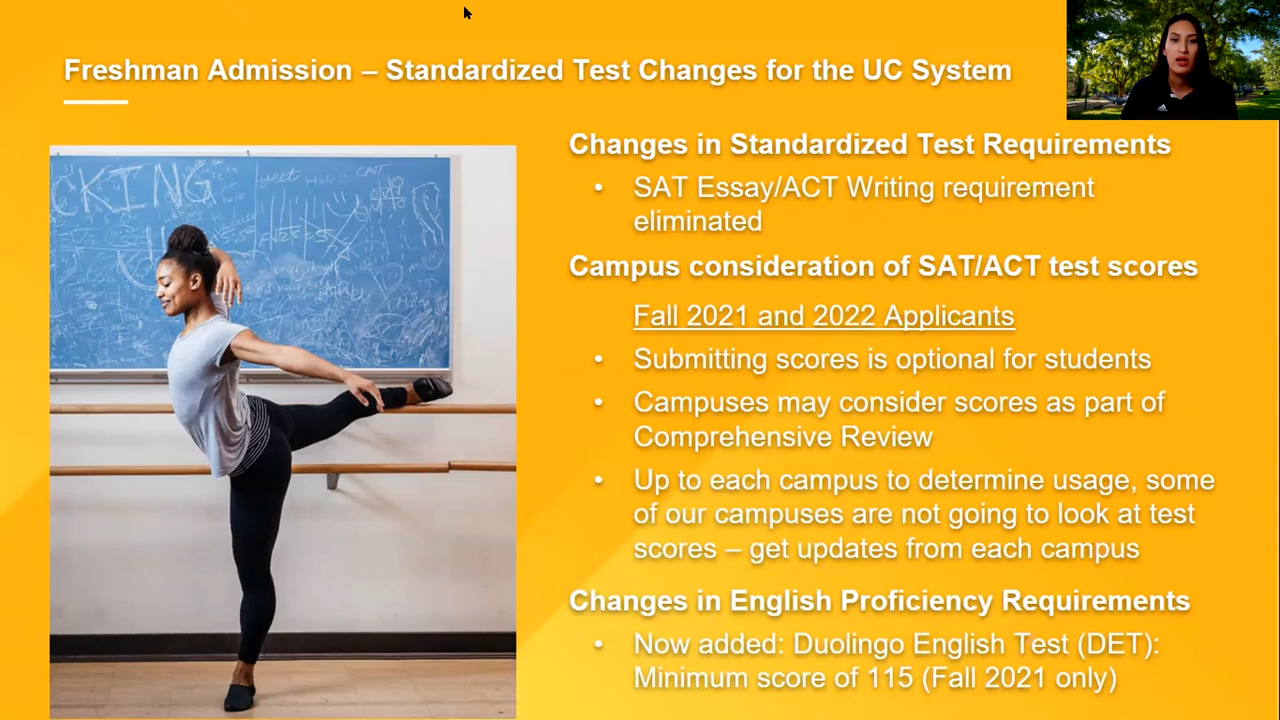 Freshman Admission – Standardized Test Changes for the UC System
CKING
Changes in Standardized Test Requirements
• SAT Essay/ACT Writing requirement
eliminated
Campus consideration of SAT/ACT test scores
Fall 2021 and 2022 Applicants
• Submitting scores is optional for students
• Campuses may consider scores as part of
Comprehensive Review
• Up to each campus to determine usage, some
of our campuses are not going to look at test
scores – get updates from each campus
Changes in English Proficiency Requirements
• Now added: Duolingo English Test (DET):
Minimum score of 115 (Fall 2021 only)